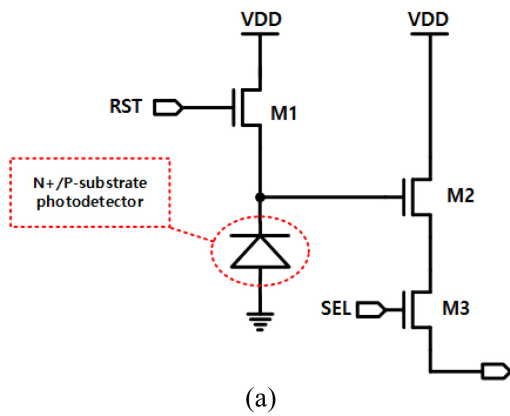 VDD
VDD
RST
M1
N+/P-substrate
photodetector
M2
SEL
M3
(a)